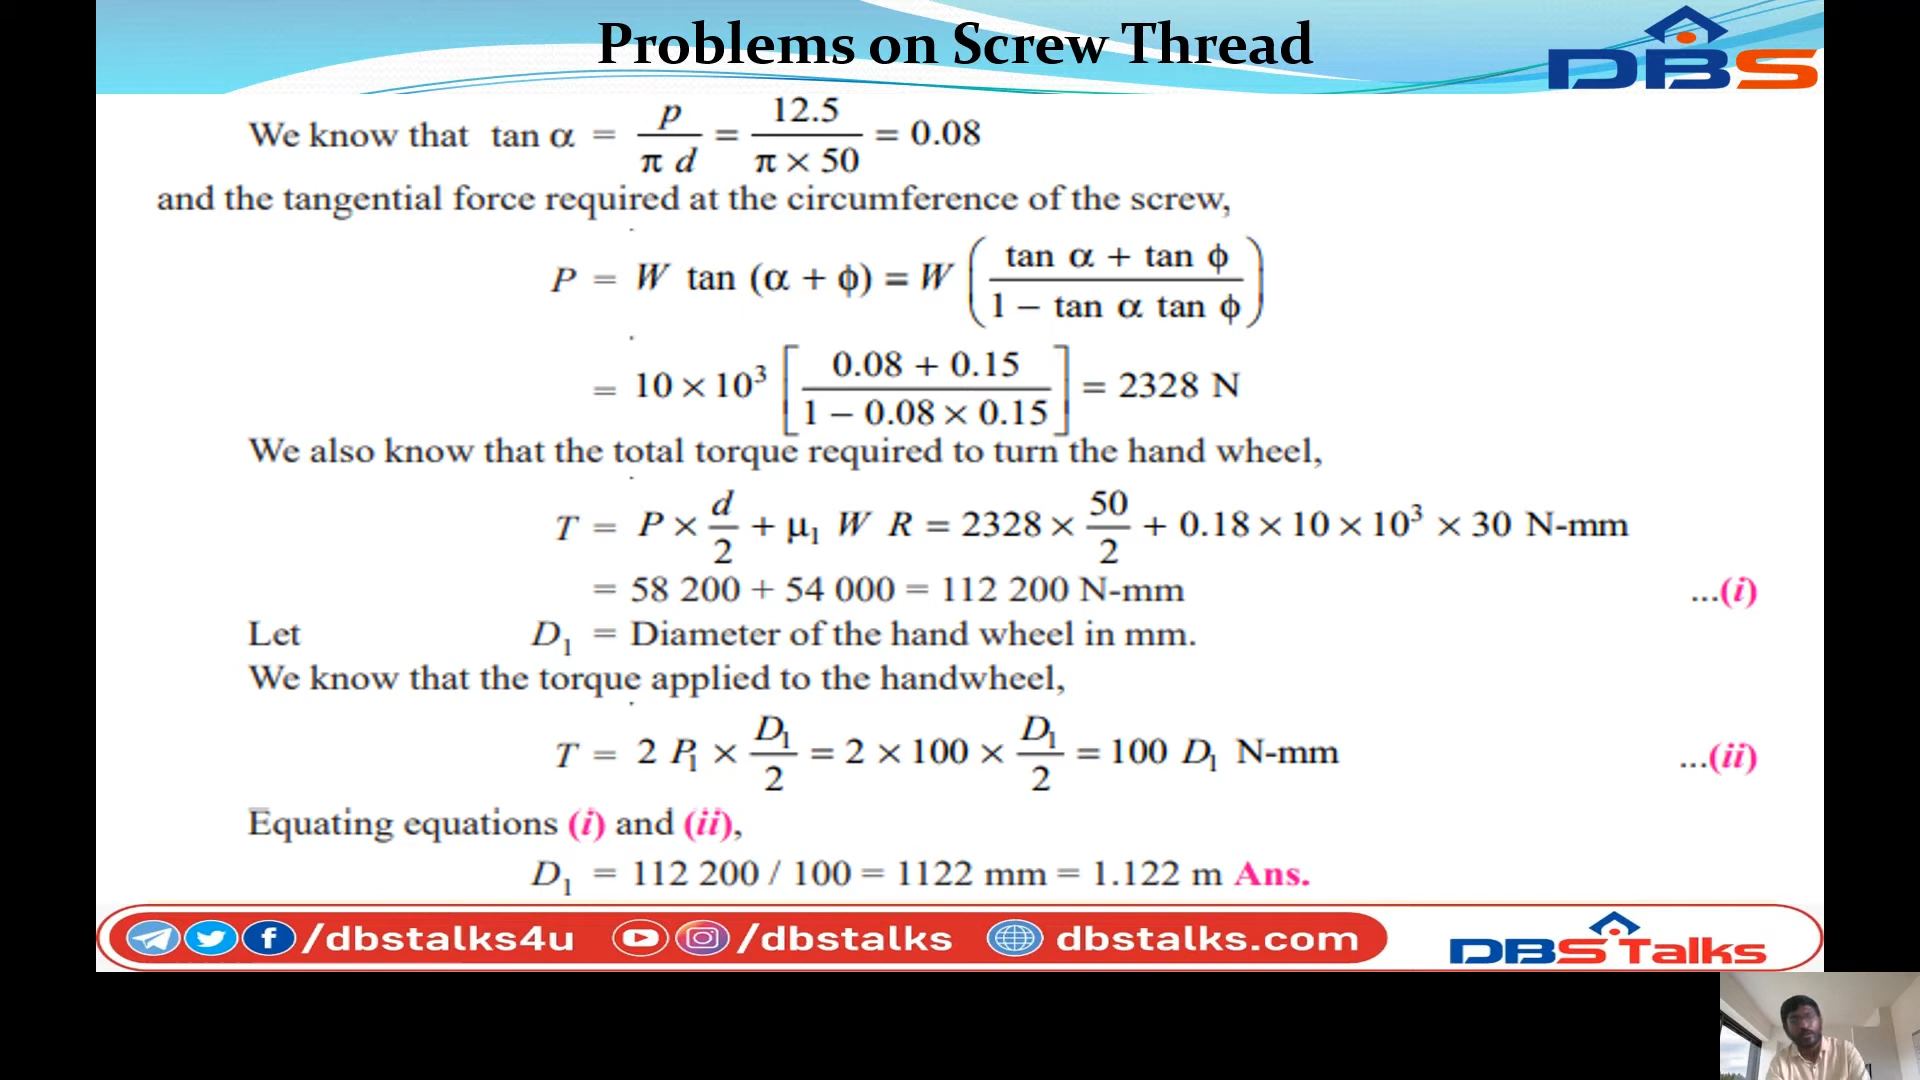 Problems on Screw Thread
DBS
We know that tan α = p / π d = 12.5 / π × 50 = 0.08
and the tangential force required at the circumference of the screw,
P = W tan (α + ϕ) = W ( tan α + tan ϕ / 1 – tan α tan ϕ )
= 10 × 10³ [ 0.08 + 0.15 / 1 – 0.08 × 0.15 ] = 2328 N
We also know that the total torque required to turn the hand wheel,
T = P × d / 2 + μ₁ W R = 2328 × 50 / 2 + 0.18 × 10 × 10³ × 30 N-mm
= 58 200 + 54 000 = 112 200 N-mm ...(i)
Let D₁ = Diameter of the hand wheel in mm.
We know that the torque applied to the handwheel,
T = 2 P₁ × D₁ / 2 = 2 × 100 × D₁ / 2 = 100 D₁ N-mm ...(ii)
Equating equations (i) and (ii),
D₁ = 112 200 / 100 = 1122 mm = 1.122 m Ans.
/dbstalks4u /dbstalks dbstalks.com DBS Talks